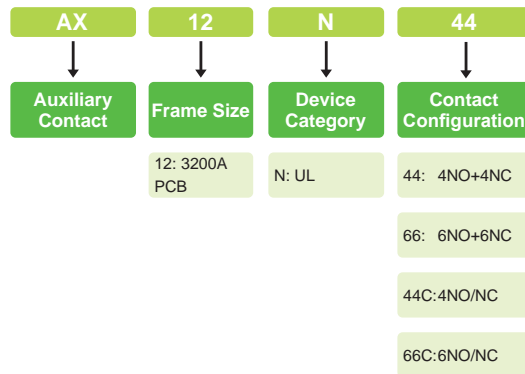 AX 12 N 44
Auxiliary Contact
Frame Size
Device Category
Contact Configuration
12: 3200A
PCB
N: UL
44: 4NO+4NC
66: 6NO+6NC
44C:4NO/NC
66C:6NO/NC